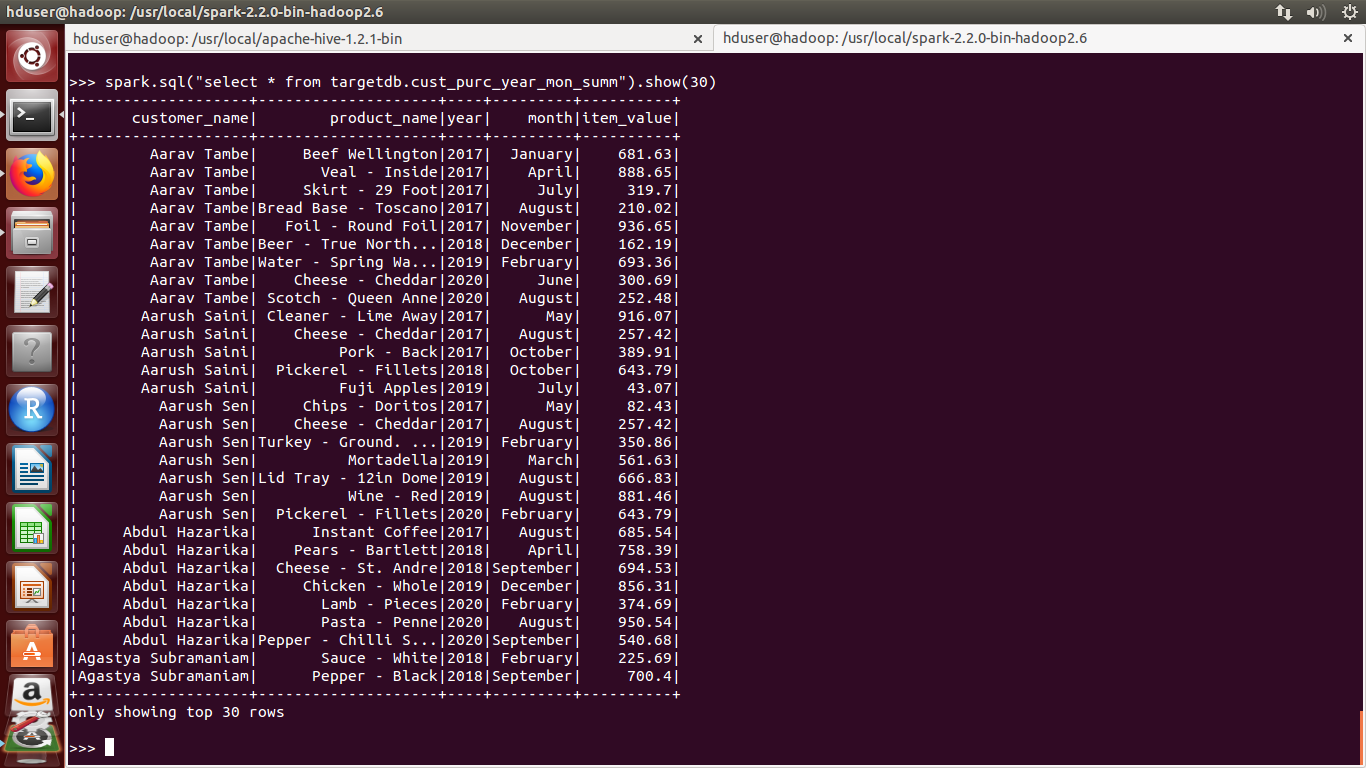 hduser@hadoop: /usr/local/spark-2.2.0-bin-hadoop2.6
hduser@hadoop: /usr/local/apache-hive-1.2.1-bin
hduser@hadoop: /usr/local/spark-2.2.0-bin-hadoop2.6
>>> spark.sql("select * from targetdb.cust_purc_year_mon_summ").show(30)
+-------------------+--------------------+----+---------+----------+
|      customer_name|        product_name|year|    month|item_value|
+-------------------+--------------------+----+---------+----------+
|        Aarav Tambe|     Beef Wellington|2017|  January|    681.63|
|        Aarav Tambe|       Veal - Inside|2017|    April|    888.65|
|        Aarav Tambe|     Skirt - 29 Foot|2017|     July|     319.7|
|        Aarav Tambe|Bread Base - Toscano|2017|   August|    210.02|
|        Aarav Tambe|   Foil - Round Foil|2017| November|    936.65|
|        Aarav Tambe|Beer - True North...|2018| December|    162.19|
|        Aarav Tambe|Water - Spring Wa...|2019| February|    693.36|
|        Aarav Tambe|    Cheese - Cheddar|2020|     June|    300.69|
|        Aarav Tambe| Scotch - Queen Anne|2020|   August|    252.48|
|       Aarush Saini| Cleaner - Lime Away|2017|      May|    916.07|
|       Aarush Saini|    Cheese - Cheddar|2017|   August|    257.42|
|       Aarush Saini|         Pork - Back|2017|  October|    389.91|
|       Aarush Saini|  Pickerel - Fillets|2018|  October|    643.79|
|       Aarush Saini|         Fuji Apples|2019|     July|     43.07|
|         Aarush Sen|     Chips - Doritos|2017|      May|     82.43|
|         Aarush Sen|    Cheese - Cheddar|2017|   August|    257.42|
|         Aarush Sen|Turkey - Ground. ...|2019| February|    350.86|
|         Aarush Sen|          Mortadella|2019|    March|    561.63|
|         Aarush Sen|Lid Tray - 12in Dome|2019|   August|    666.83|
|         Aarush Sen|          Wine - Red|2019|   August|    881.46|
|         Aarush Sen|  Pickerel - Fillets|2020| February|    643.79|
|     Abdul Hazarika|      Instant Coffee|2017|   August|    685.54|
|     Abdul Hazarika|    Pears - Bartlett|2018|    April|    758.39|
|     Abdul Hazarika|  Cheese - St. Andre|2018|September|    694.53|
|     Abdul Hazarika|     Chicken - Whole|2019| December|    856.31|
|     Abdul Hazarika|       Lamb - Pieces|2020| February|    374.69|
|     Abdul Hazarika|       Pasta - Penne|2020|   August|    950.54|
|     Abdul Hazarika|Pepper - Chilli S...|2020|September|    540.68|
|Agastya Subramaniam|       Sauce - White|2018| February|    225.69|
|Agastya Subramaniam|      Pepper - Black|2018|September|     700.4|
+-------------------+--------------------+----+---------+----------+
only showing top 30 rows
>>>